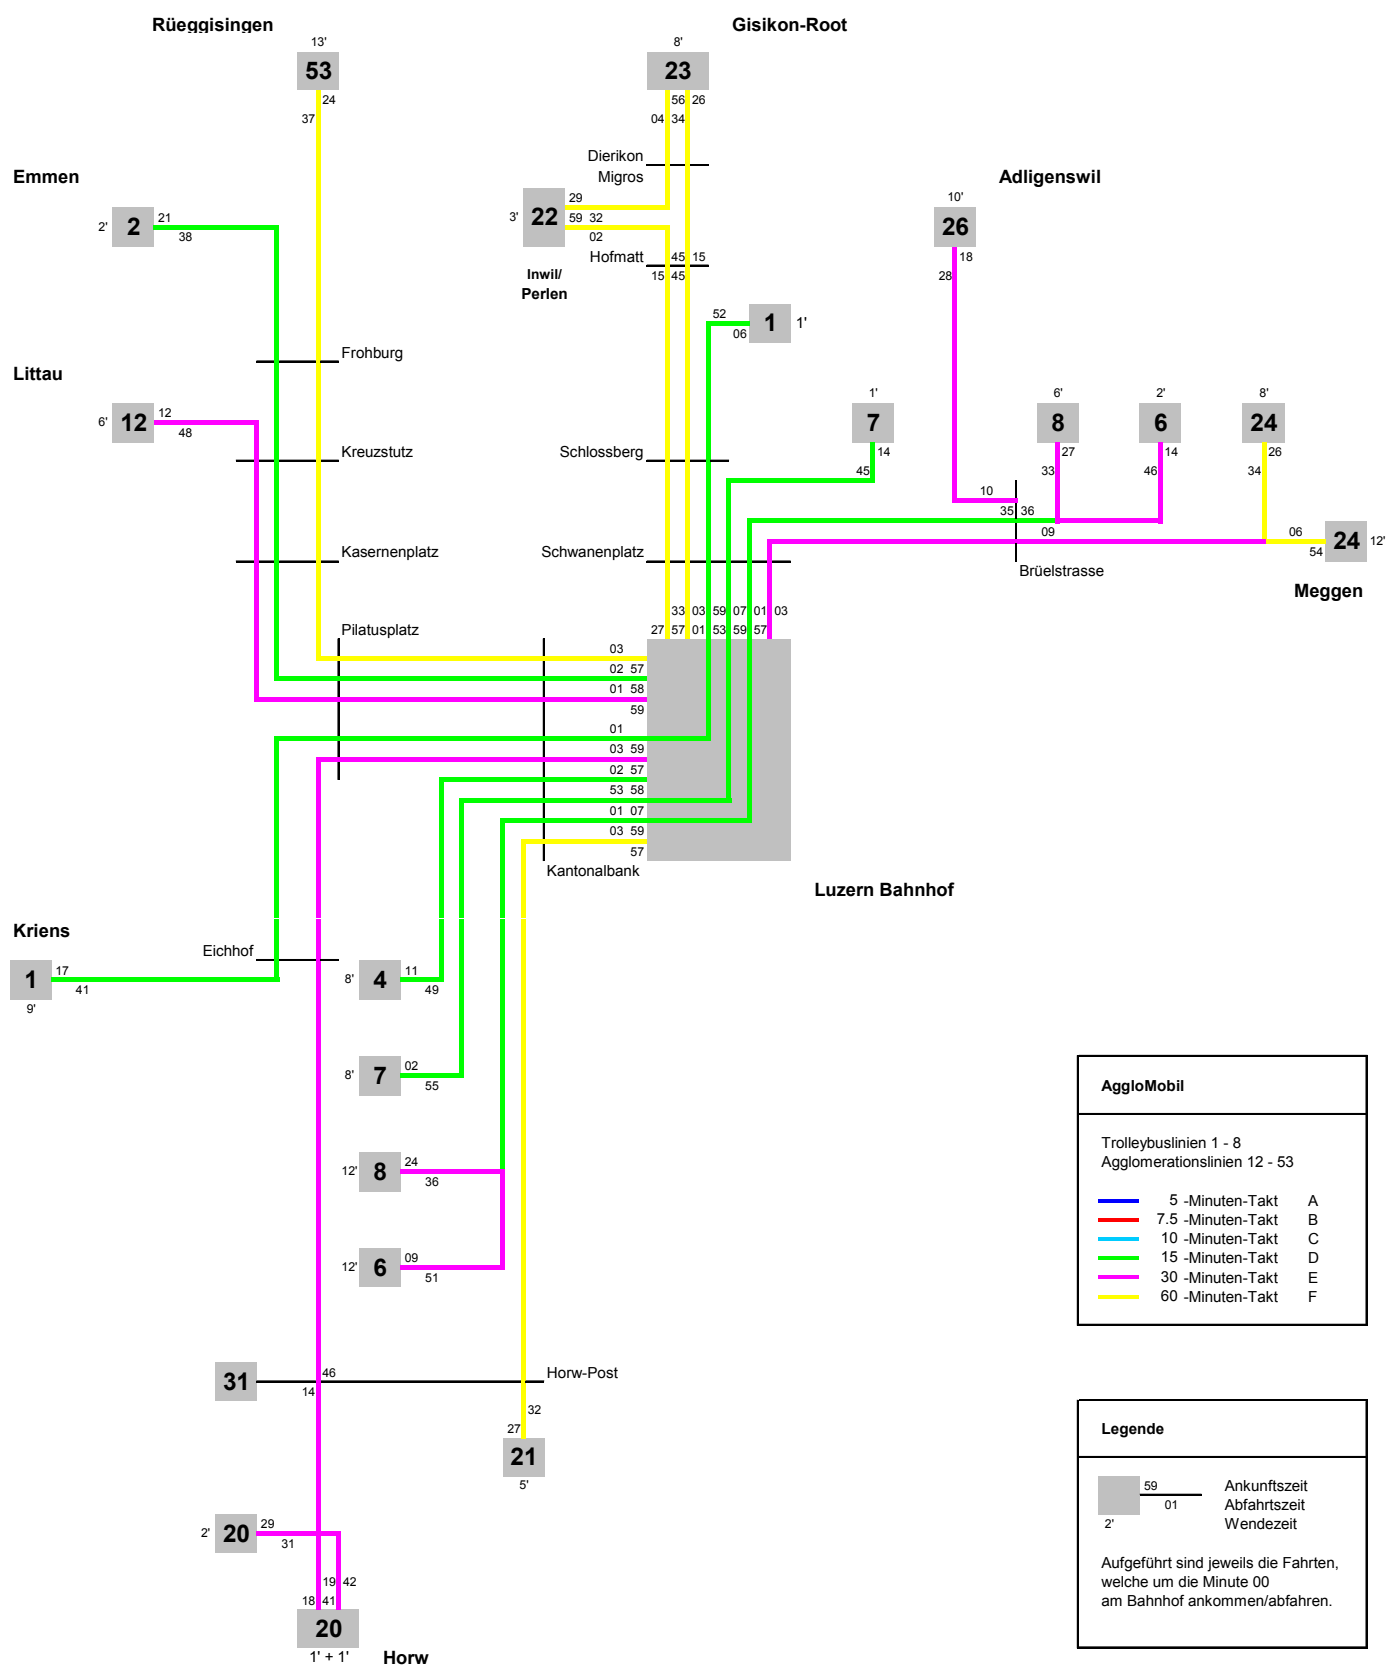 Rüeggisingen
Gisikon-Root
13'
8'
53
23
24
37
56 26
04 34
Emmen
Dierikon
Migros
Adligenswil
2'
2
21
38
3'
22
29
59 32
02
10'
26
18
28
Hofmatt
45 15
15 45
Inwil/
Perlen
52
06
1
1'
Frohburg
Littau
6'
12
12
48
1'
7
14
45
6'
8
27
33
2'
6
14
46
8'
24
26
34
Kreuzstutz
Schlossberg
10
35 36
09
06
54
24
12'
Kasernenplatz
Schwanenplatz
Brüelstrasse
Meggen
33 03 59 07 01 03
27 57 01 53 59 57
Pilatusplatz
03
02 57
01 58
59
01
03 59
02 57
53 58
01 07
03 59
57
Kantonalbank
Luzern Bahnhof
Kriens
Eichhof
1
17
41
9'
8'
4
11
49
8'
7
02
55
12'
8
24
36
12'
6
09
51
31
46
14
Horw-Post
32
27
21
5'
2'
20
29
31
19 42
18 41
20
1' + 1'
Horw
AggloMobil
Trolleybuslinien 1 - 8
Agglomerationslinien 12 - 53
5 -Minuten-Takt A
7.5 -Minuten-Takt B
10 -Minuten-Takt C
15 -Minuten-Takt D
30 -Minuten-Takt E
60 -Minuten-Takt F
Legende
59
01
2'
Ankunftszeit
Abfahrtszeit
Wendezeit
Aufgeführt sind jeweils die Fahrten,
welche um die Minute 00
am Bahnhof ankommen/abfahren.